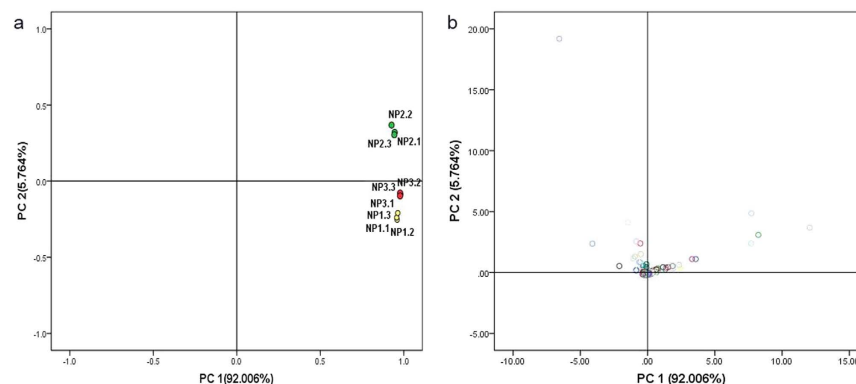 a
1.0
0.5
0.0
-0.5
-1.0
PC 2(5.764%)
NP2.2
NP2.3 NP2.1
NP3.3 NP3.2
NP3.1
NP1.3
NP1.1 NP1.2
-1.0 -0.5 0.0 0.5 1.0
PC 1(92.006%)
b
20.00
15.00
10.00
5.00
.00
-5.00
PC 2 (5.764%)
-10.00 -5.00 .00 5.00 10.00 15.00
PC 1 (92.006%)